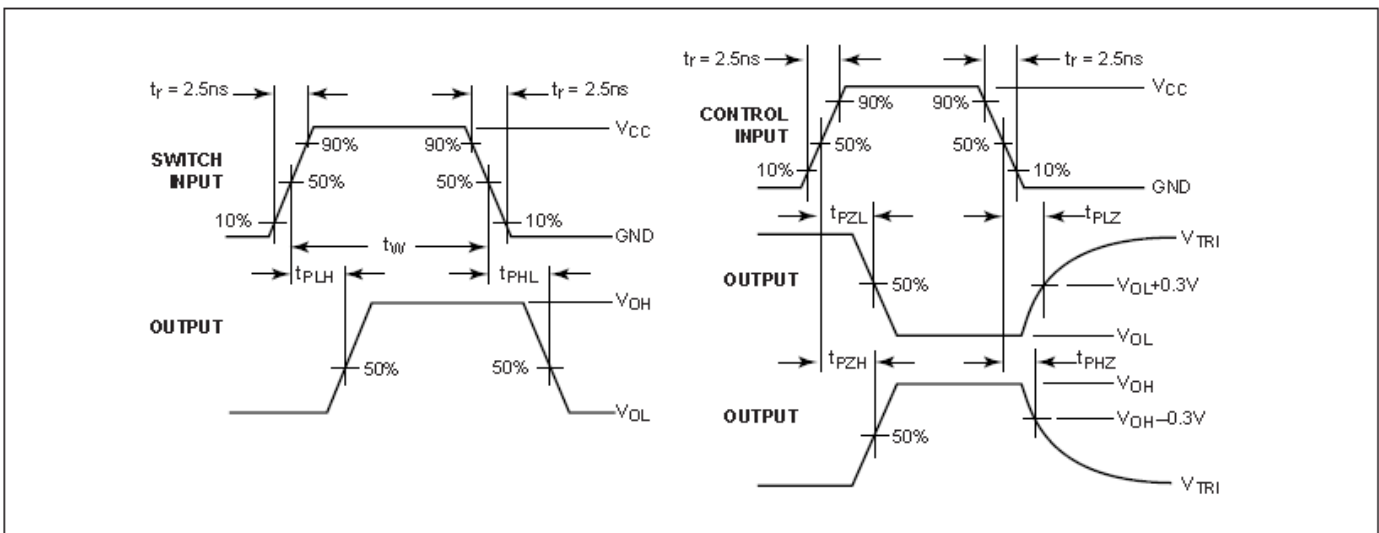 tr = 2.5ns
tf = 2.5ns
VCC
90%
90%
SWITCH
INPUT
50%
50%
10%
10%
GND
tW
tPLH
tPHL
VOH
OUTPUT
50%
50%
VOL
tr = 2.5ns
tf = 2.5ns
VCC
90%
90%
CONTROL
INPUT
50%
50%
10%
10%
GND
tPZL
tPLZ
VTRI
OUTPUT
50%
VOL+0.3V
VOL
tPZH
tPHZ
VOH
OUTPUT
VOH–0.3V
50%
VTRI